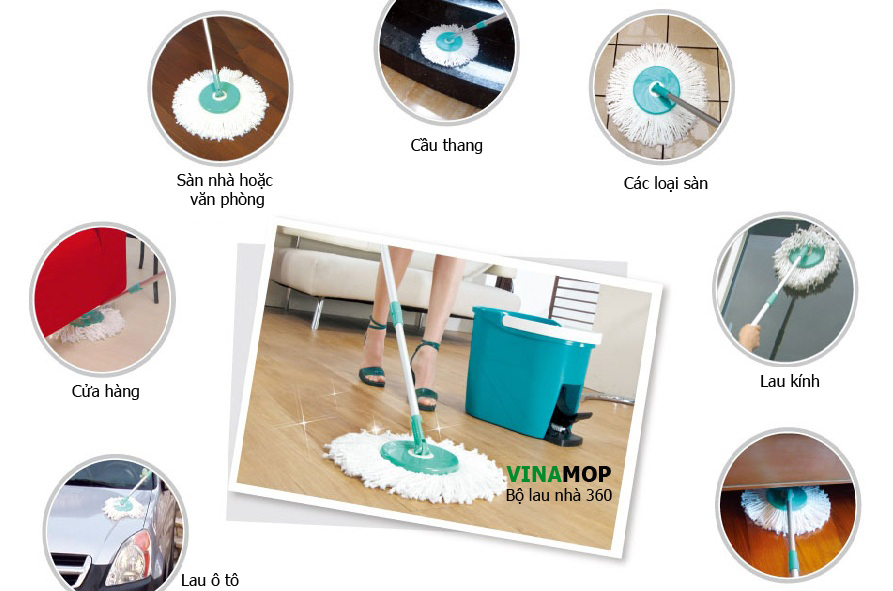 Cầu thang
Sàn nhà hoặc
văn phòng
Các loại sàn
Cửa hàng
Lau kính
VINAMOP
Bộ lau nhà 360
Lau ô tô